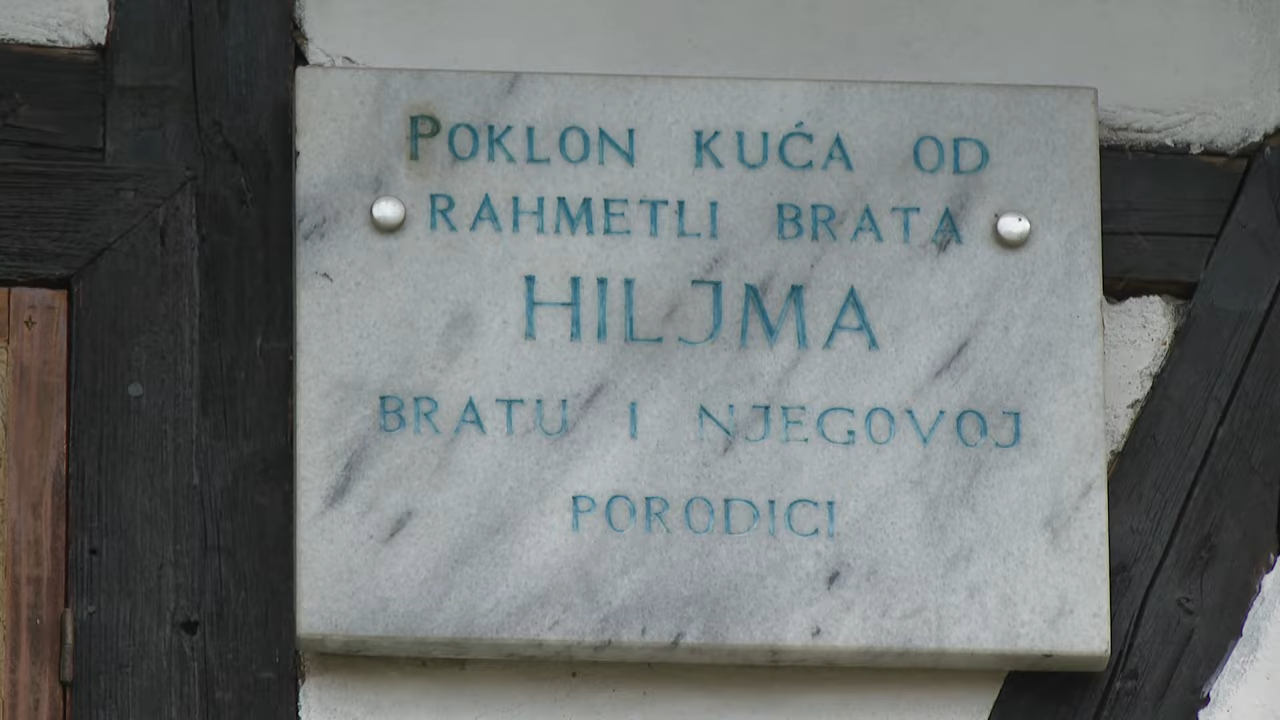 POKLON KUĆA OD
RAHMETLI BRATA
HILJMA
BRATU I NJEGOVOJ
PORODICI